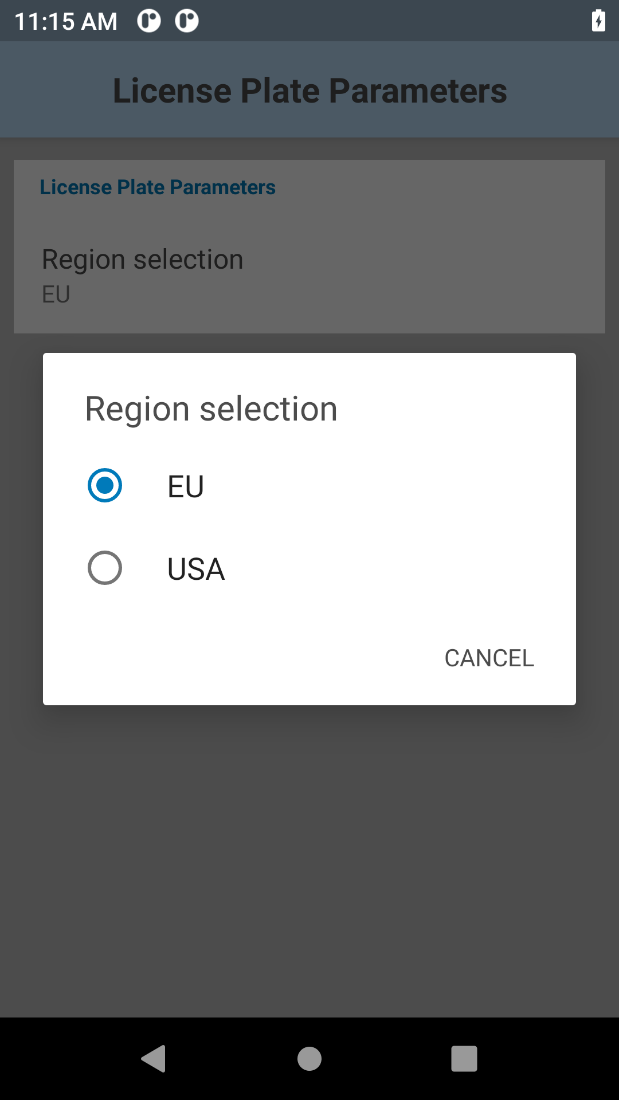 11:15 AM
License Plate Parameters
License Plate Parameters
Region selection
EU
Region selection
EU
USA
CANCEL